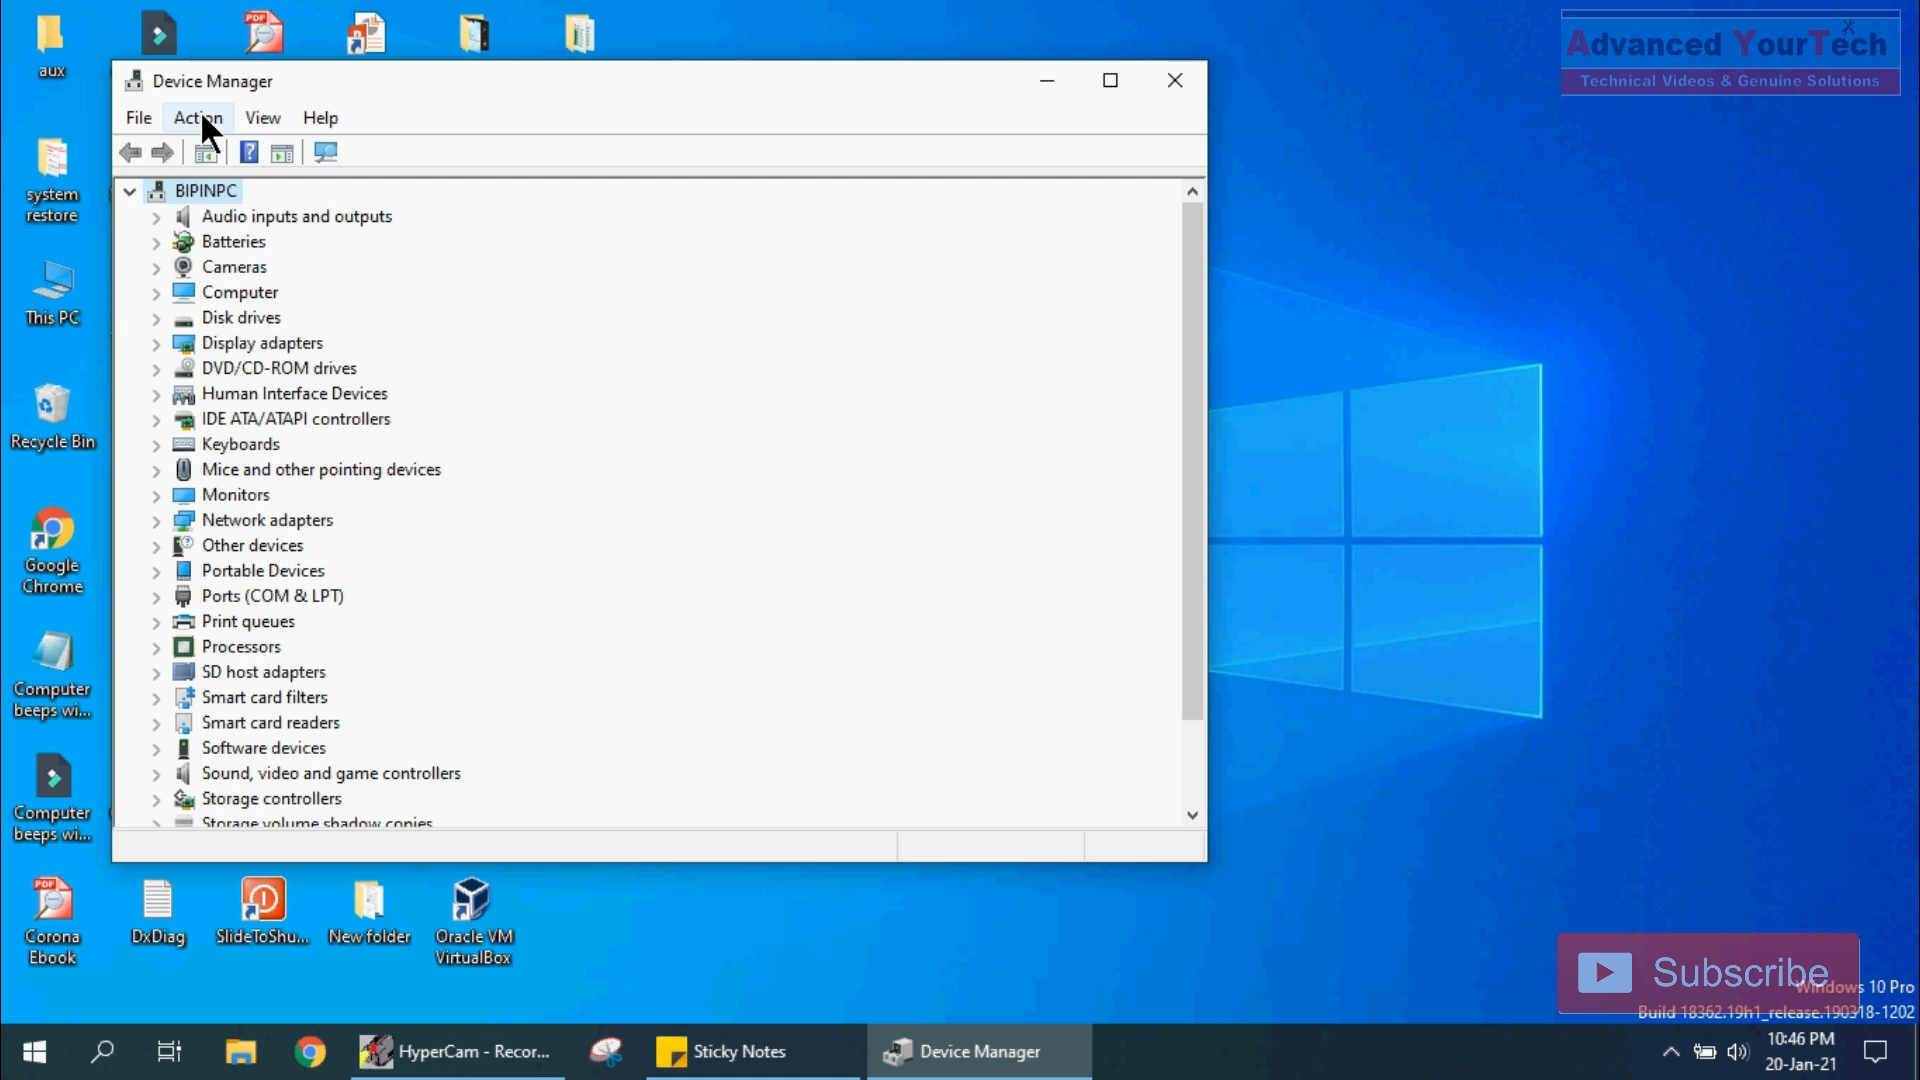 aux
Advanced YourTech
Technical Videos & Genuine Solutions
Device Manager
File Action View Help
BIPINPC
Audio inputs and outputs
Batteries
Cameras
Computer
Disk drives
Display adapters
DVD/CD-ROM drives
Human Interface Devices
IDE ATA/ATAPI controllers
Keyboards
Mice and other pointing devices
Monitors
Network adapters
Other devices
Portable Devices
Ports (COM & LPT)
Print queues
Processors
SD host adapters
Smart card filters
Smart card readers
Software devices
Sound, video and game controllers
Storage controllers
Storage volume shadow copies
system
restore
This PC
Recycle Bin
Google
Chrome
Computer
beeps wi...
Computer
beeps wi...
Corona
Ebook
DxDiag
SlideToShu...
New folder
Oracle VM
VirtualBox
Subscribe
Windows 10 Pro
Build 18362.19h1_release.190318-1202
HyperCam - Recor...
Sticky Notes
Device Manager
10:46 PM
20-Jan-21